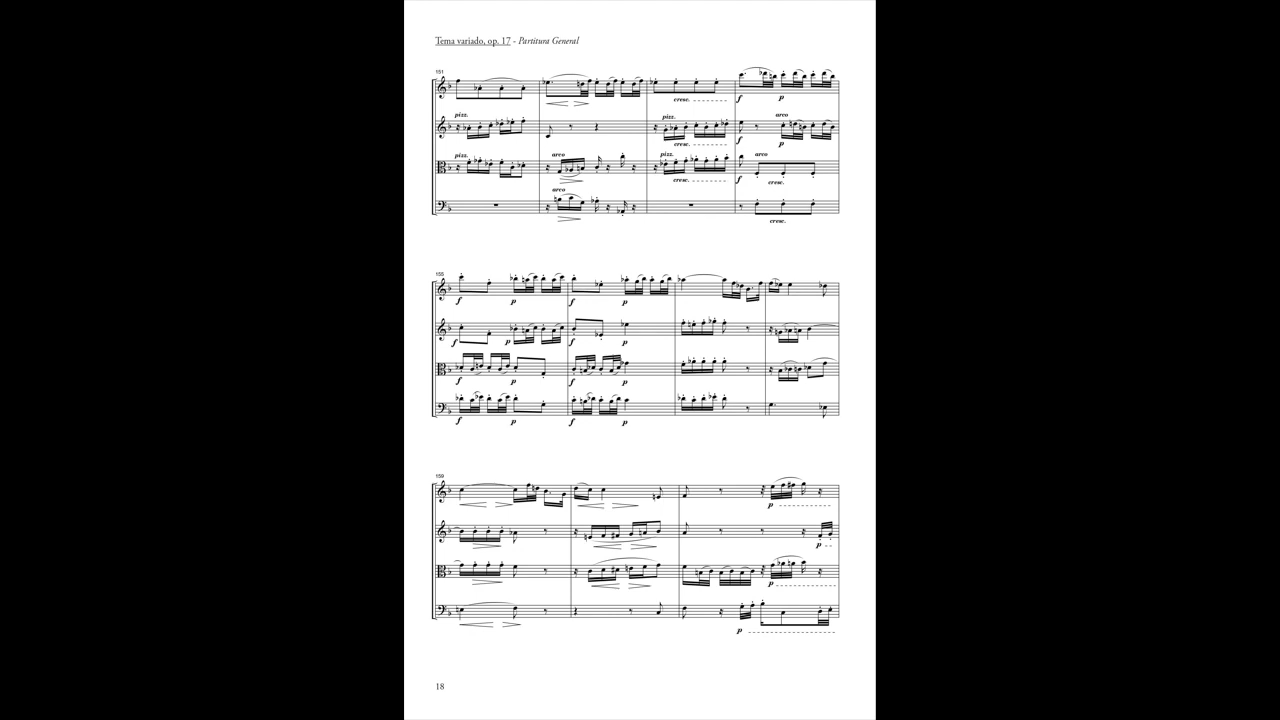 Tema variado, op. 17 - Partitura General
151
cresc.
f
p
pizz.
pizz.
arco
cresc.
f
p
pizz.
arco
pizz.
arco
cresc.
f
cresc.
arco
cresc.
155
f
p
f
p
f
p
f
p
f
p
f
p
f
p
f
p
159
p
p
p
p
18